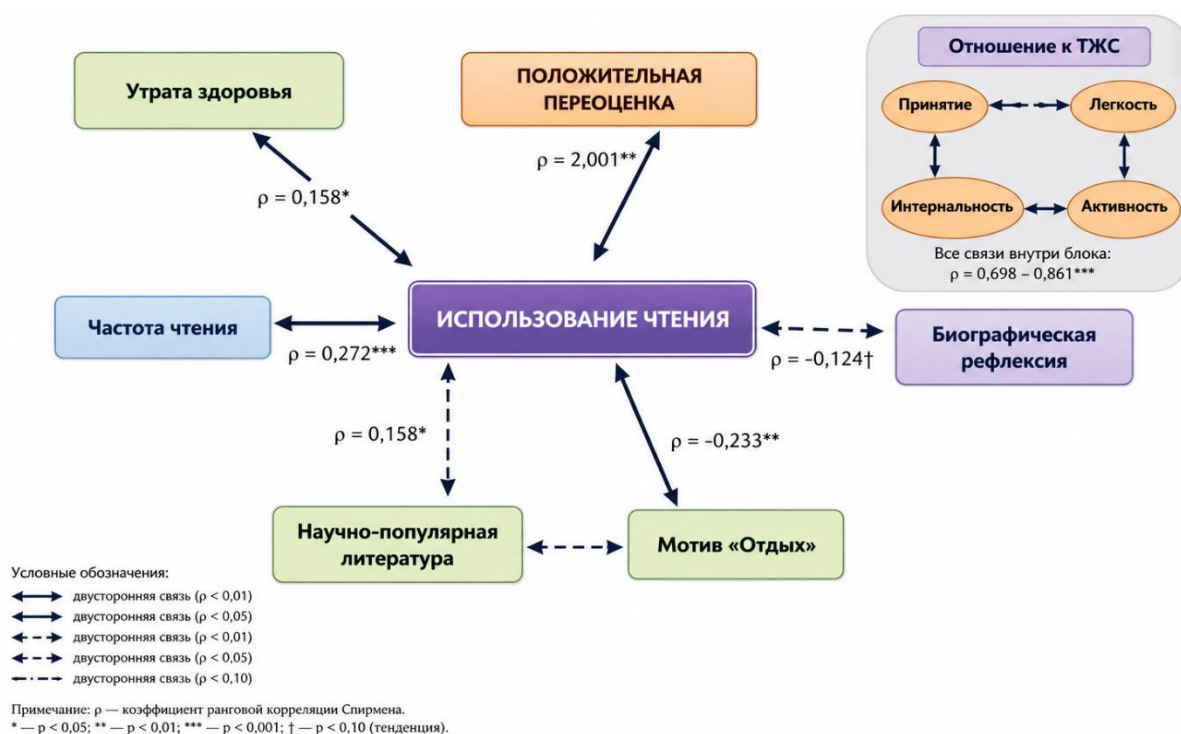 Утрата здоровья
ПОЛОЖИТЕЛЬНАЯ
ПЕРЕОЦЕНКА
Отношение к ТЖС
Принятие
Легкость
Интернальность
Активность
Все связи внутри блока:
ρ = 0,698 – 0,861***
ρ = 0,158*
ρ = 2,001**
Частота чтения
ρ = 0,272***
ИСПОЛЬЗОВАНИЕ ЧТЕНИЯ
ρ = -0,124†
Биографическая
рефлексия
ρ = 0,158*
ρ = -0,233**
Научно-популярная
литература
Мотив «Отдых»
Условные обозначения:
двусторонняя связь (ρ < 0,01)
двусторонняя связь (ρ < 0,05)
двусторонняя связь (ρ < 0,01)
двусторонняя связь (ρ < 0,05)
двусторонняя связь (ρ < 0,10)
Примечание: ρ — коэффициент ранговой корреляции Спирмена.
* — p < 0,05; ** — p < 0,01; *** — p < 0,001; † — p < 0,10 (тенденция).